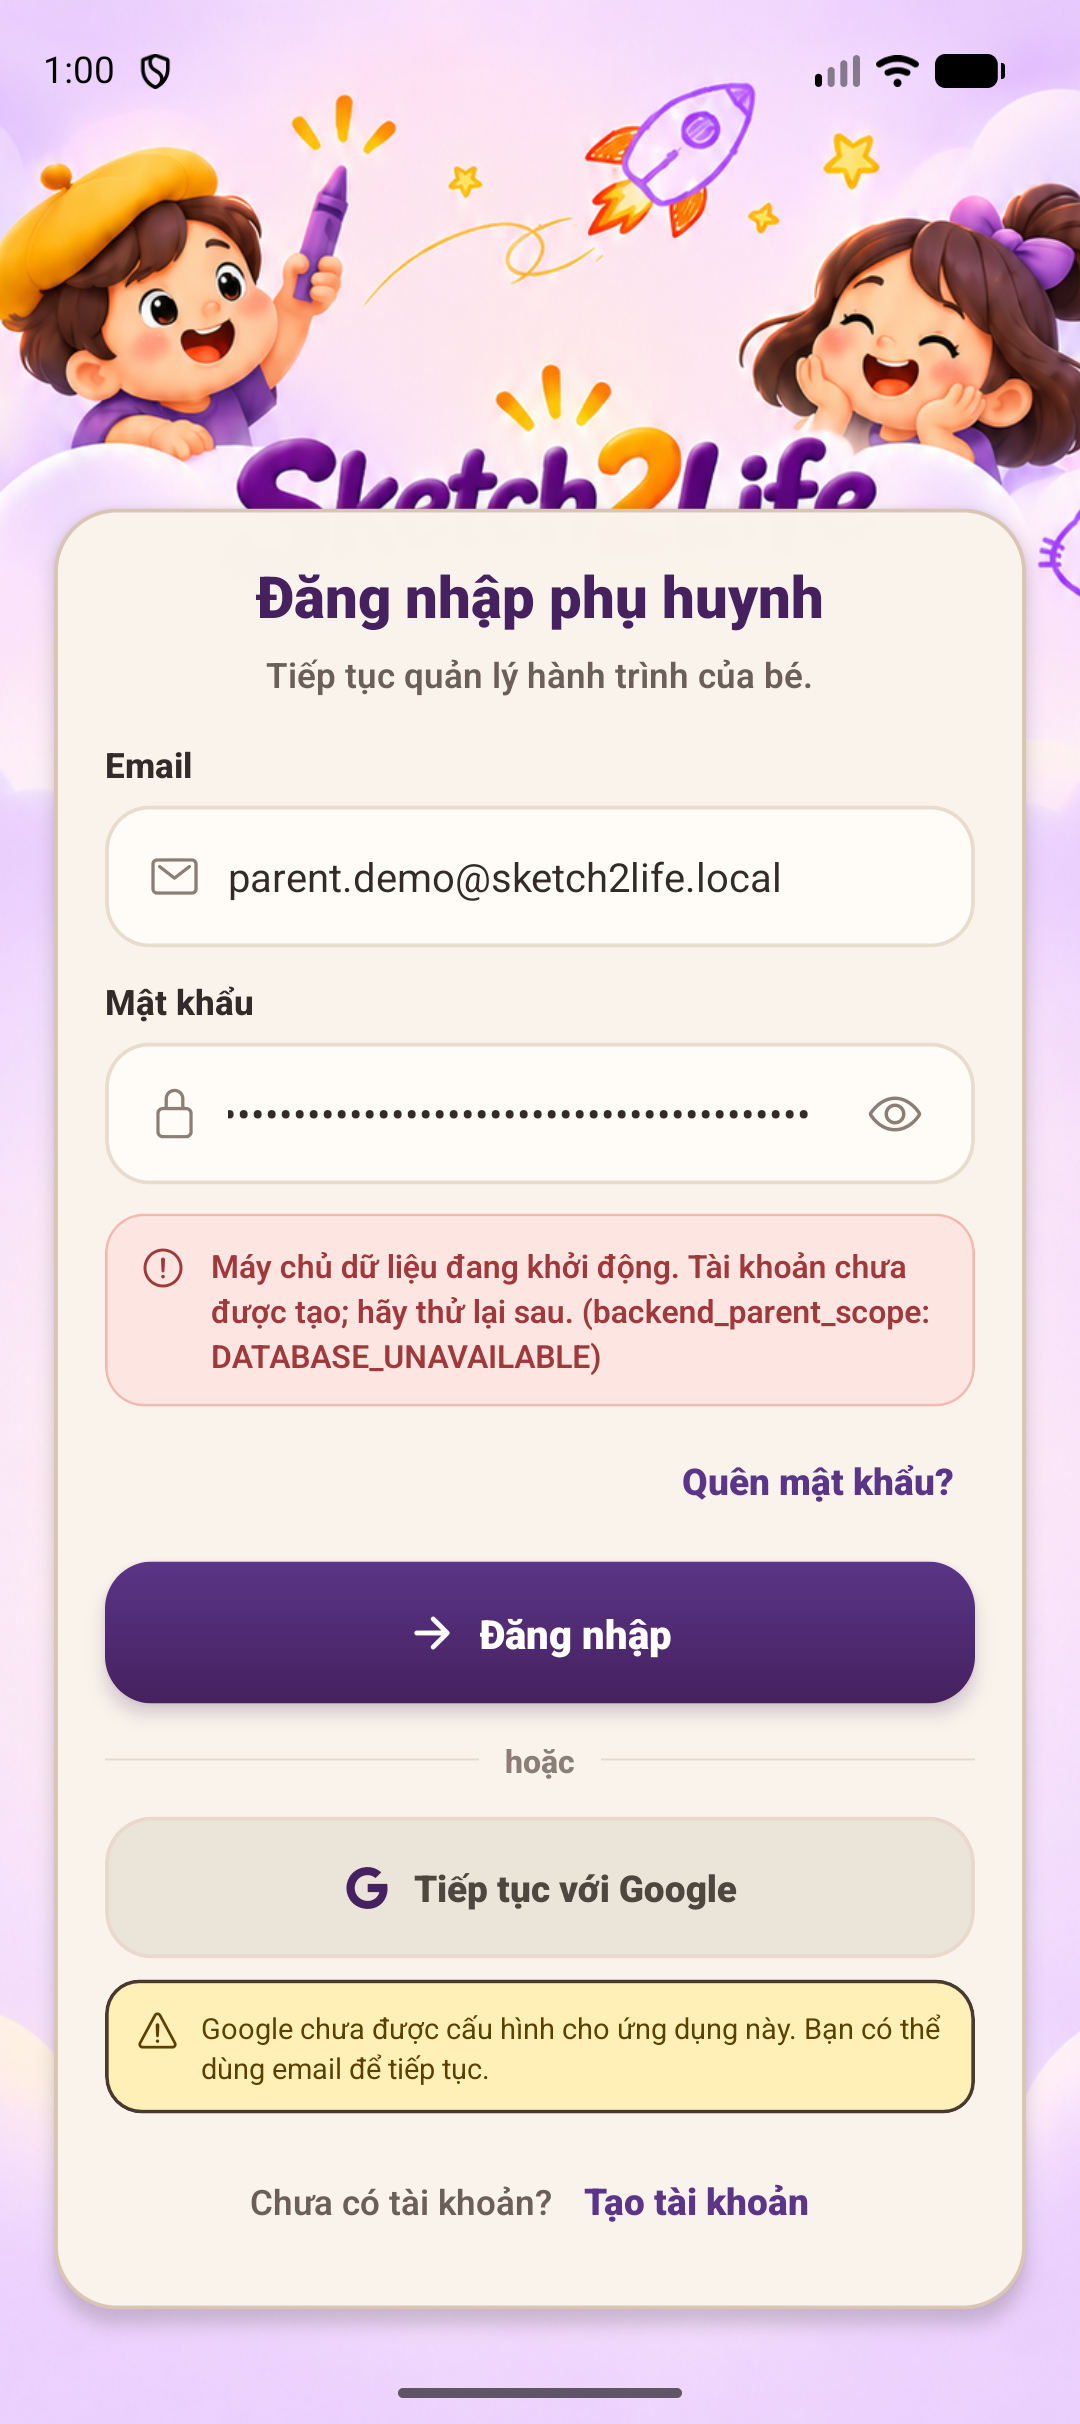 1:00
Sketch2Life
Đăng nhập phụ huynh
Tiếp tục quản lý hành trình của bé.
Email
parent.demo@sketch2life.local
Mật khẩu
Máy chủ dữ liệu đang khởi động. Tài khoản chưa
được tạo; hãy thử lại sau. (backend_parent_scope:
DATABASE_UNAVAILABLE)
Quên mật khẩu?
Đăng nhập
hoặc
Tiếp tục với Google
Google chưa được cấu hình cho ứng dụng này. Bạn có thể
dùng email để tiếp tục.
Chưa có tài khoản? Tạo tài khoản